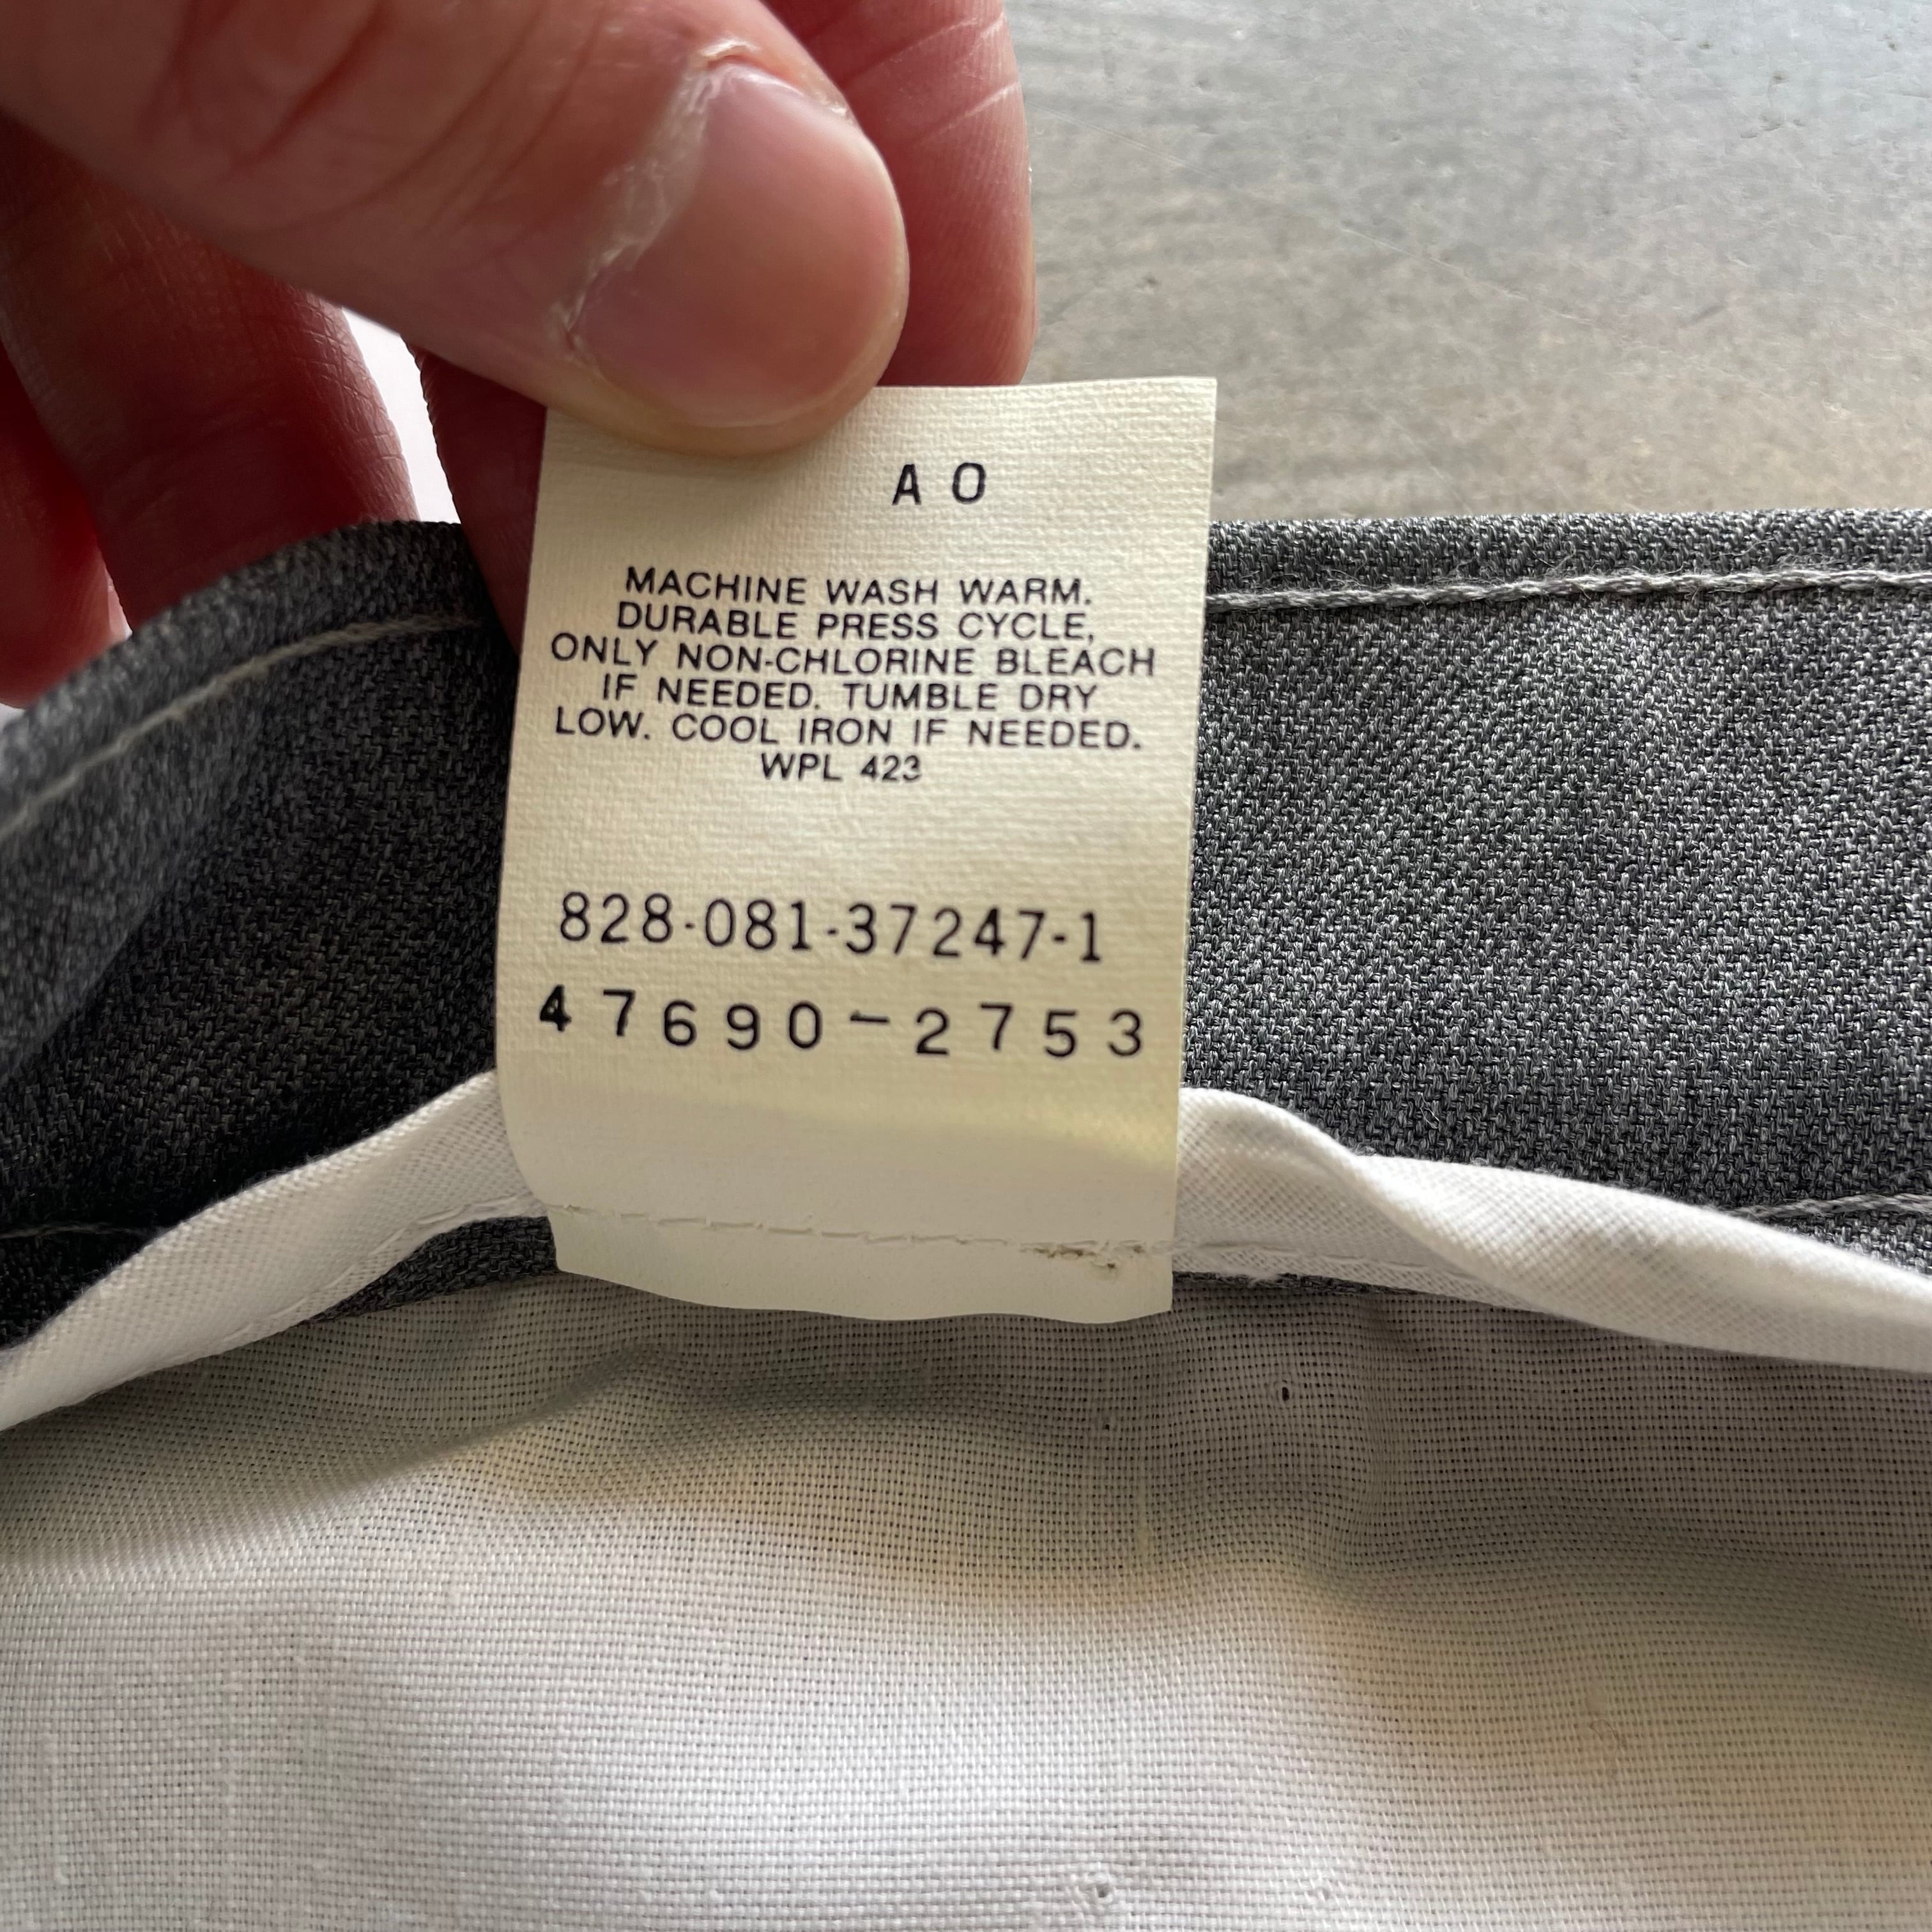 A O
MACHINE WASH WARM.
DURABLE PRESS CYCLE,
ONLY NON-CHLORINE BLEACH
IF NEEDED. TUMBLE DRY
LOW. COOL IRON IF NEEDED.
WPL 423
828-081-37247-1
47690-2753